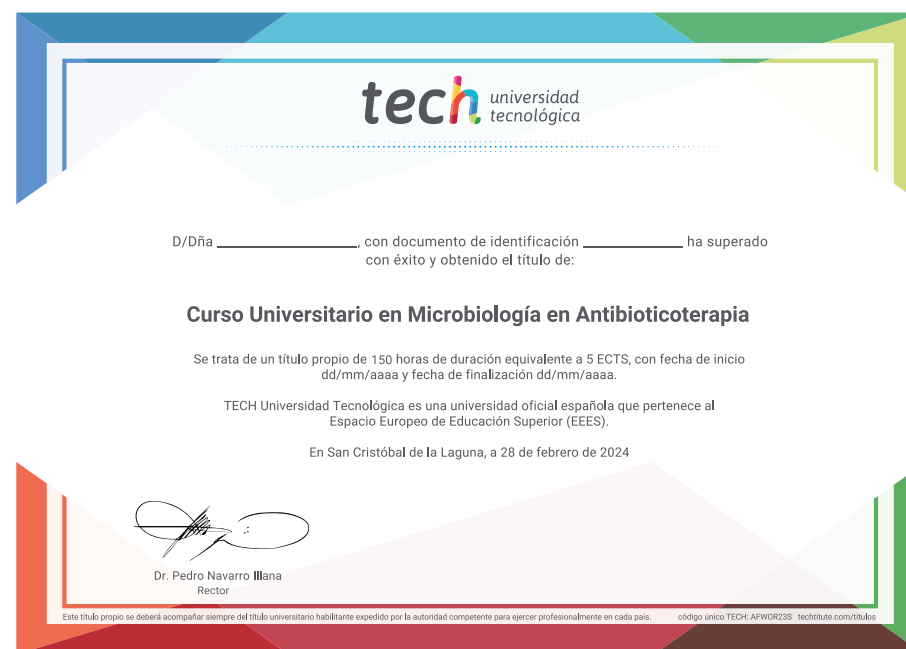 tech universidad
tecnológica
D/Dña ____________________, con documento de identificación ______________ ha superado
con éxito y obtenido el título de:
Curso Universitario en Microbiología en Antibioticoterapia
Se trata de un título propio de 150 horas de duración equivalente a 5 ECTS, con fecha de inicio
dd/mm/aaaa y fecha de finalización dd/mm/aaaa.
TECH Universidad Tecnológica es una universidad oficial española que pertenece al
Espacio Europeo de Educación Superior (EEES).
En San Cristóbal de la Laguna, a 28 de febrero de 2024
Dr. Pedro Navarro Illana
Rector
Este título propio se deberá acompañar siempre del título universitario habilitante expedido por la autoridad competente para ejercer profesionalmente en cada país. código único TECH: AFWOR23S techtitute.com/titulos